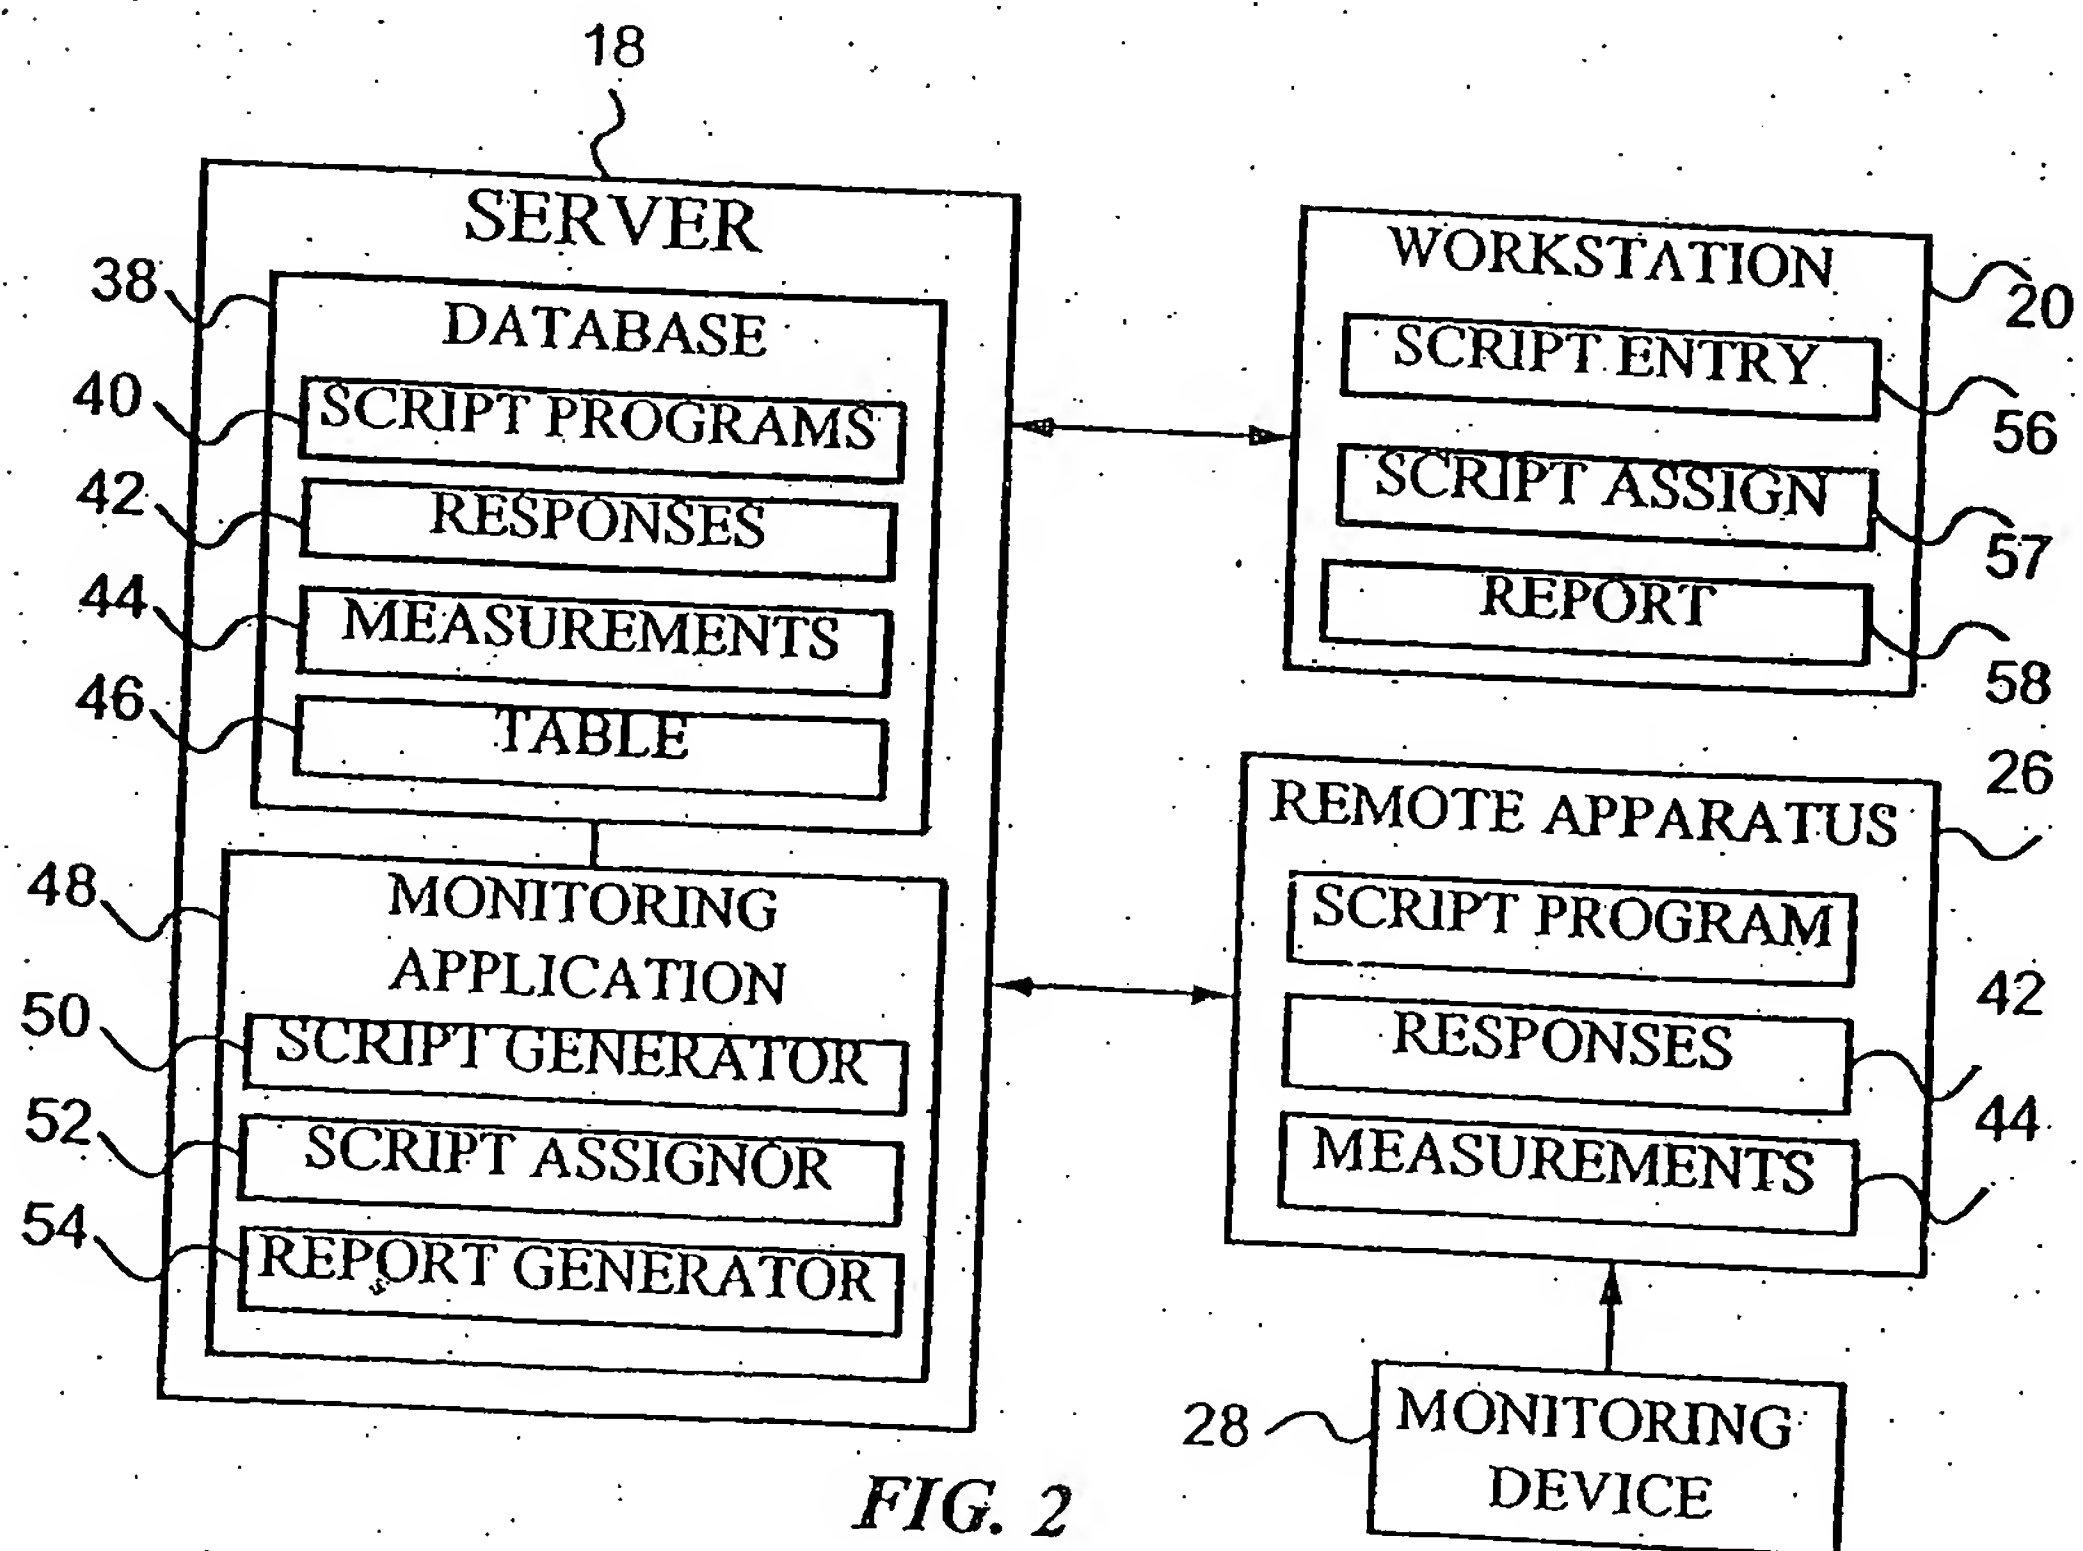 18
SERVER
38
DATABASE
40
SCRIPT PROGRAMS
42
RESPONSES
44
MEASUREMENTS
46
TABLE
48
MONITORING
APPLICATION
50
SCRIPT GENERATOR
52
SCRIPT ASSIGNOR
54
REPORT GENERATOR
WORKSTATION
20
SCRIPT ENTRY
56
SCRIPT ASSIGN
57
REPORT
58
26
REMOTE APPARATUS
SCRIPT PROGRAM
42
RESPONSES
44
MEASUREMENTS
28
MONITORING
DEVICE
FIG. 2